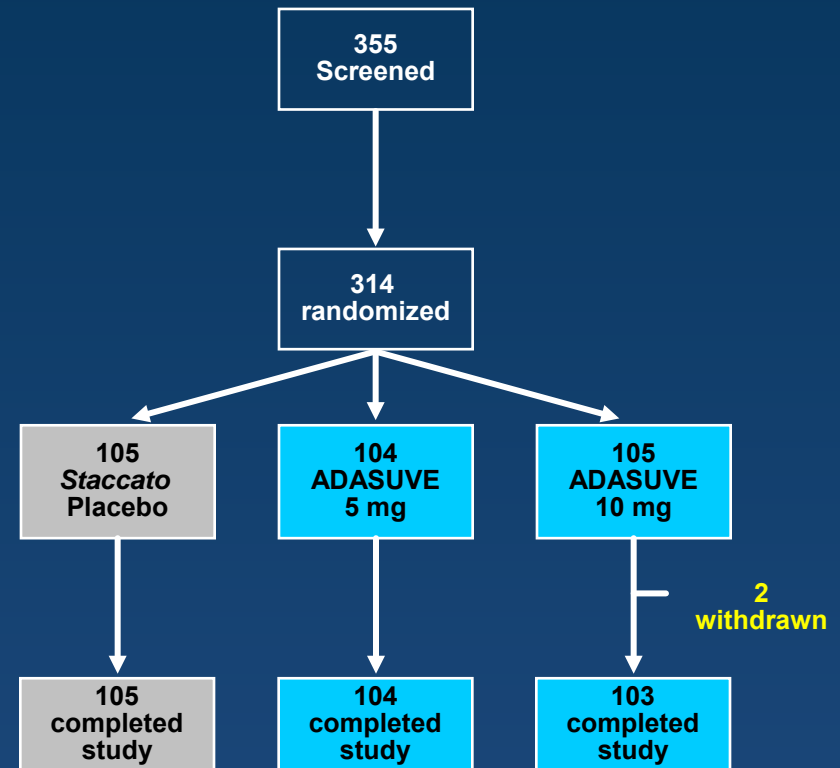 355
Screened
314
randomized
105
Staccato
Placebo
104
ADASUVE
5 mg
105
ADASUVE
10 mg
2
withdrawn
105
completed
study
104
completed
study
103
completed
study